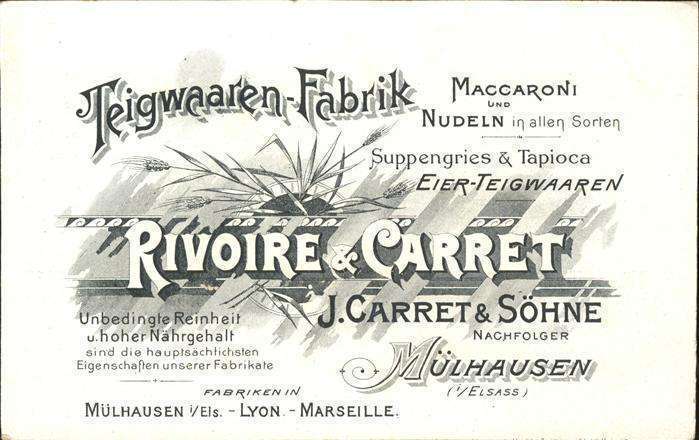 Teigwaaren-Fabrik
MACCARONI
UND
NUDELN in allen Sorten
Suppengries & Tapioca
EIER-TEIGWAAREN
RIVOIRE & CARRET
J. CARRET & SÖHNE
NACHFOLGER
MÜLHAUSEN
(i/ELSASS)
Unbedingte Reinheit
u. hoher Nährgehalt
sind die hauptsächlichsten
Eigenschaften unserer Fabrikate
FABRIKEN IN
MÜLHAUSEN i/Els. - LYON. - MARSEILLE.